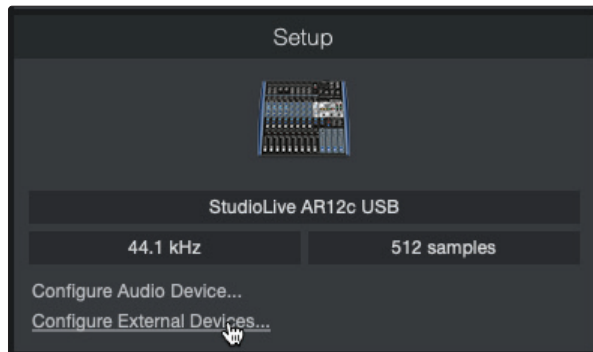 Setup
StudioLive AR12c USB
44.1 kHz 512 samples
Configure Audio Device...
Configure External Devices...